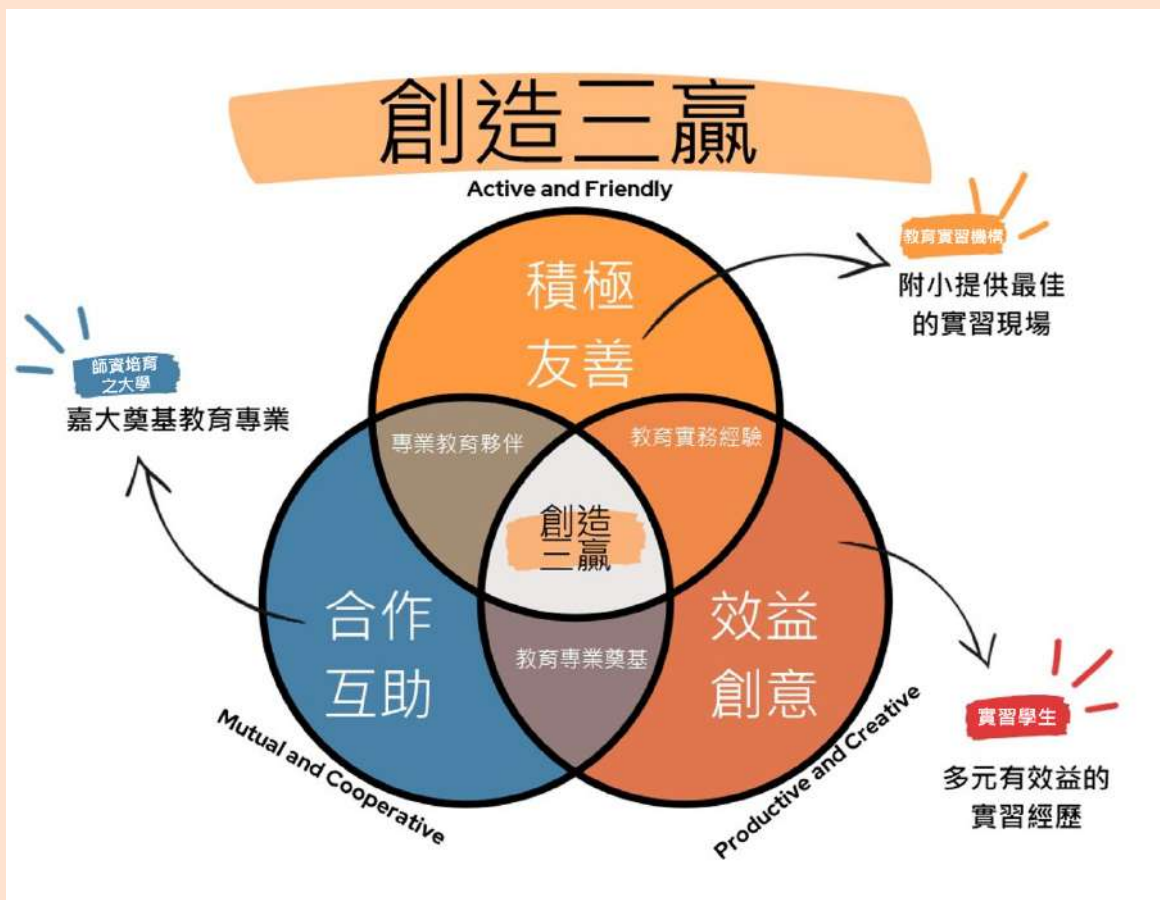 創造三贏
Active and Friendly
積極
友善
教育實習機構
附小提供最佳
的實習現場
師資培育
之大學
嘉大奠基教育專業
專業教育夥伴
教育實務經驗
創造
三贏
合作
互助
教育專業奠基
效益
創意
Mutual and Cooperative
Productive and Creative
實習學生
多元有效益的
實習經歷